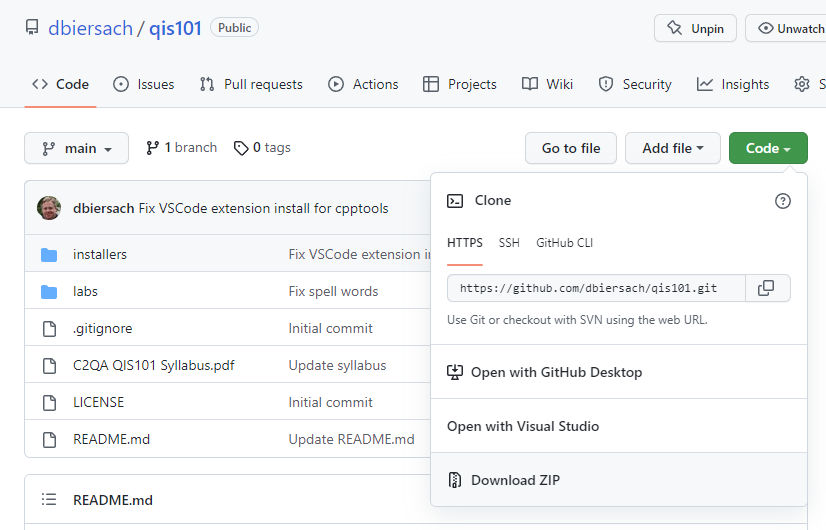 dbiersach / qis101 Public Unpin Unwatch
Code Issues Pull requests Actions Projects Wiki Security Insights S
main 1 branch 0 tags Go to file Add file Code
dbiersach Fix VSCode extension install for cpptools
installers Fix VSCode extension in
labs Fix spell words
.gitignore Initial commit
C2QA QIS101 Syllabus.pdf Update syllabus
LICENSE Initial commit
README.md Update README.md
README.md
Clone
HTTPS SSH GitHub CLI
https://github.com/dbiersach/qis101.git
Use Git or checkout with SVN using the web URL.
Open with GitHub Desktop
Open with Visual Studio
Download ZIP